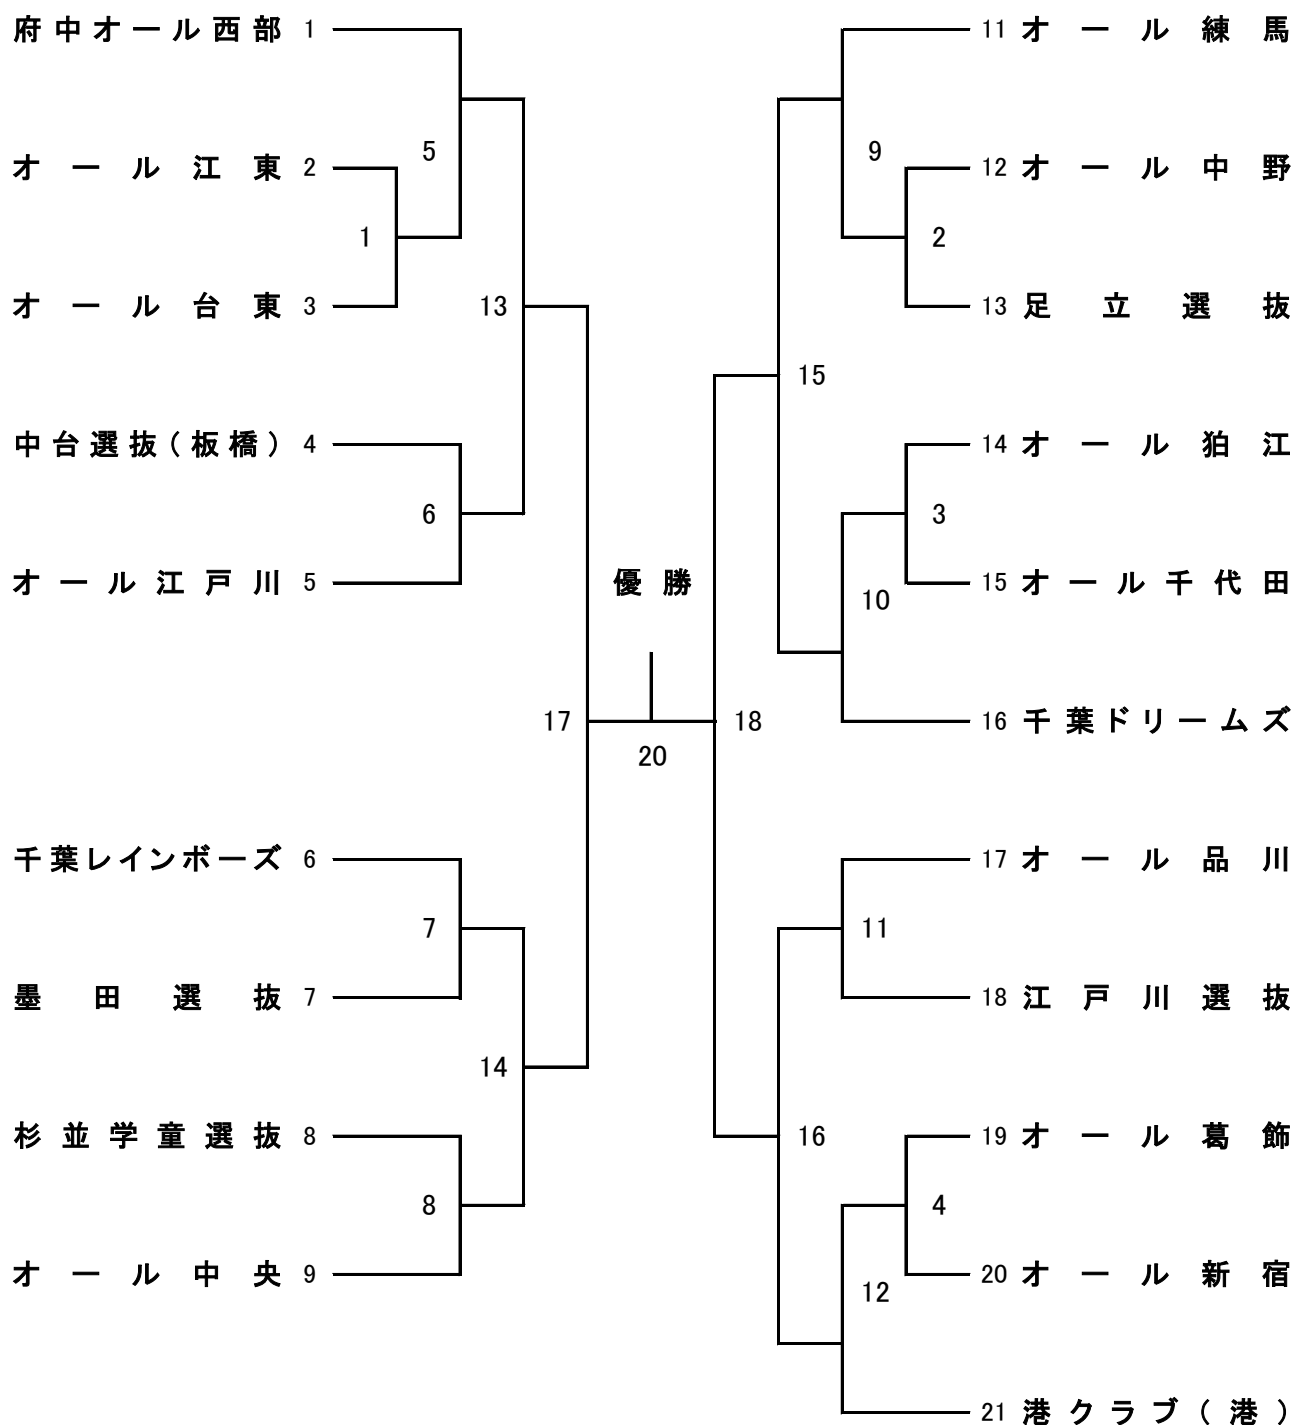 府中オール西部 1
オール江東 2
オール台東 3
中台選抜(板橋) 4
オール江戸川 5
千葉レインボーズ 6
墨田選抜 7
杉並学童選抜 8
オール中央 9
5
1
13
6
7
14
8
17
優勝
20
18
9
2
15
3
10
11
16
4
12
11 オール練馬
12 オール中野
13 足立選抜
14 オール狛江
15 オール千代田
16 千葉ドリームズ
17 オール品川
18 江戸川選抜
19 オール葛飾
20 オール新宿
21 港クラブ(港)